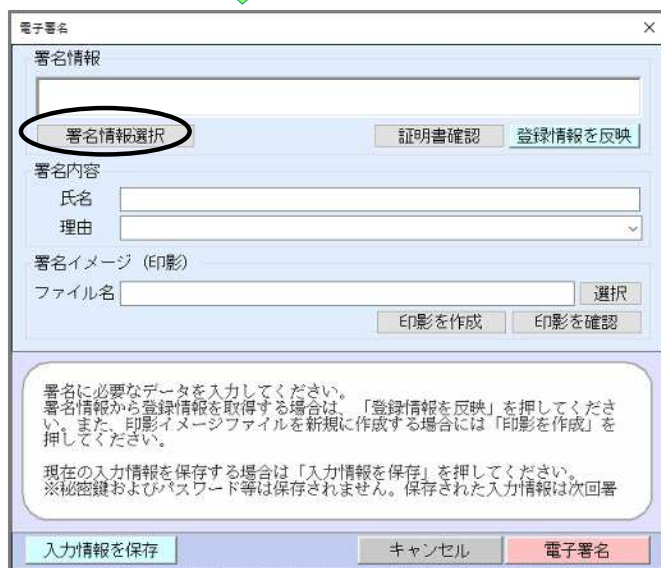 電子署名
署名情報
署名情報選択 証明書確認 登録情報を反映
署名内容
氏名
理由
署名イメージ（印影）
ファイル名 選択
印影を作成 印影を確認
署名に必要なデータを入力してください。
署名情報から登録情報を取得する場合は、「登録情報を反映」を押してくださ
い。また、印影イメージファイルを新規に作成する場合には「印影を作成」を
押してください。
現在の入力情報を保存する場合は「入力情報を保存」を押してください。
※秘密鍵およびパスワード等は保存されません。保存された入力情報は次回署
入力情報を保存 キャンセル 電子署名